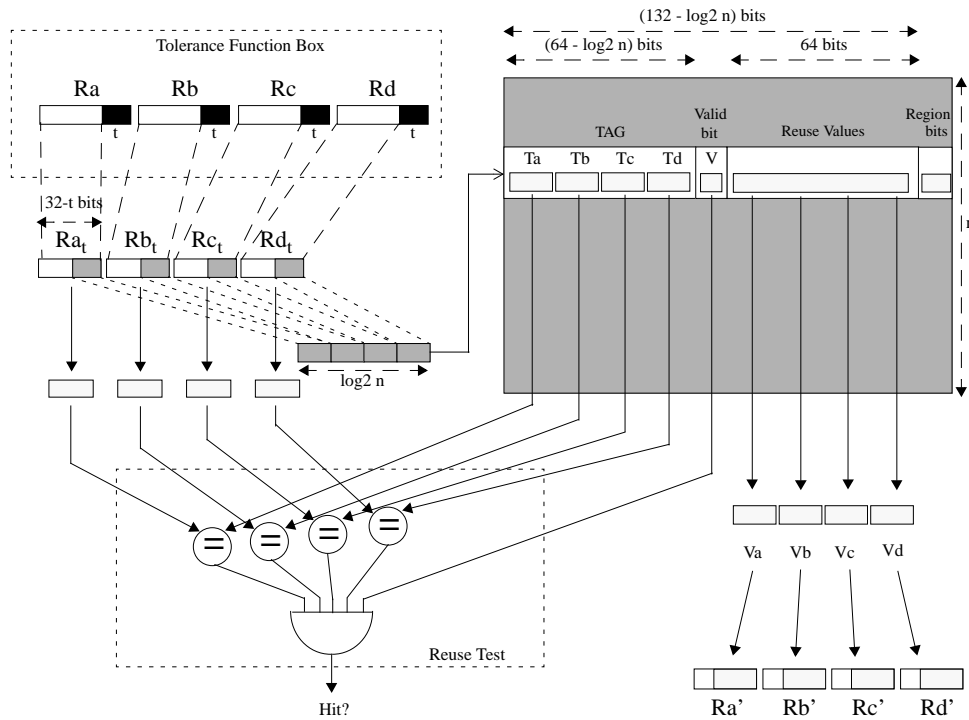 (132 - log2 n) bits
Tolerance Function Box
(64 - log2 n) bits
64 bits
Ra
Rb
Rc
Rd
t
t
t
t
TAG
Valid
bit
Reuse Values
Region
bits
Ta
Tb
Tc
Td
V
32-t bits
Rat
Rbt
Rct
Rdt
n
log2 n
=
=
=
=
Va
Vb
Vc
Vd
Reuse Test
Hit?
Ra’
Rb’
Rc’
Rd’